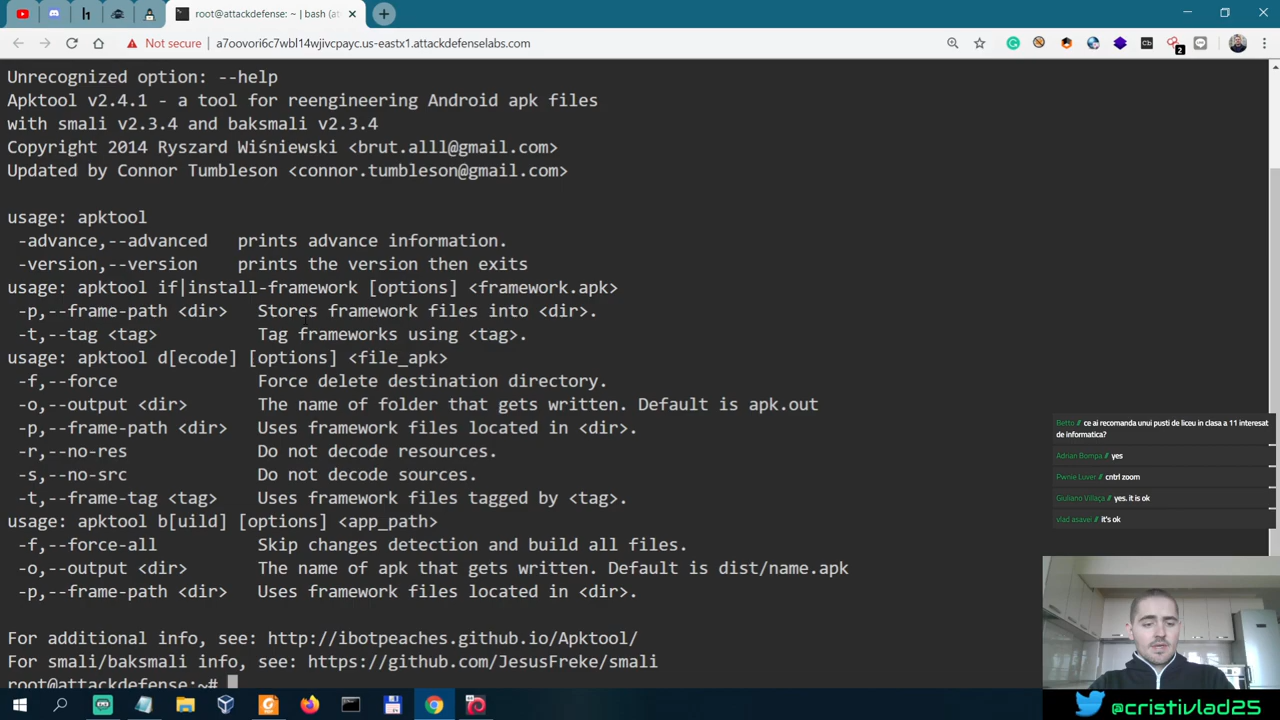 root@attackdefense: ~ | bash (at
Not secure
a7oovori6c7wbl14wjivcpayc.us-eastx1.attackdefenselabs.com
2
Unrecognized option: --help
Apktool v2.4.1 - a tool for reengineering Android apk files
with smali v2.3.4 and baksmali v2.3.4
Copyright 2014 Ryszard Wiśniewski <brut.alll@gmail.com>
Updated by Connor Tumbleson <connor.tumbleson@gmail.com>
usage: apktool
-advance,--advanced prints advance information.
-version,--version prints the version then exits
usage: apktool if|install-framework [options] <framework.apk>
-p,--frame-path <dir> Stores framework files into <dir>.
-t,--tag <tag> Tag frameworks using <tag>.
usage: apktool d[ecode] [options] <file_apk>
-f,--force Force delete destination directory.
-o,--output <dir> The name of folder that gets written. Default is apk.out
-p,--frame-path <dir> Uses framework files located in <dir>.
-r,--no-res Do not decode resources.
-s,--no-src Do not decode sources.
-t,--frame-tag <tag> Uses framework files tagged by <tag>.
usage: apktool b[uild] [options] <app_path>
-f,--force-all Skip changes detection and build all files.
-o,--output <dir> The name of apk that gets written. Default is dist/name.apk
-p,--frame-path <dir> Uses framework files located in <dir>.
For additional info, see: http://ibotpeaches.github.io/Apktool/
For smali/baksmali info, see: https://github.com/JesusFreke/smali
root@attackdefense:~#
Betto // ce ai recomanda unui pusti de liceu in clasa a 11 interesat
de informatica?
Adrian Bompa // yes
Pwnie Luver // cntrl zoom
Giuliano Villaça // yes. it is ok
vlad asavei // it's ok
@cristivlad25